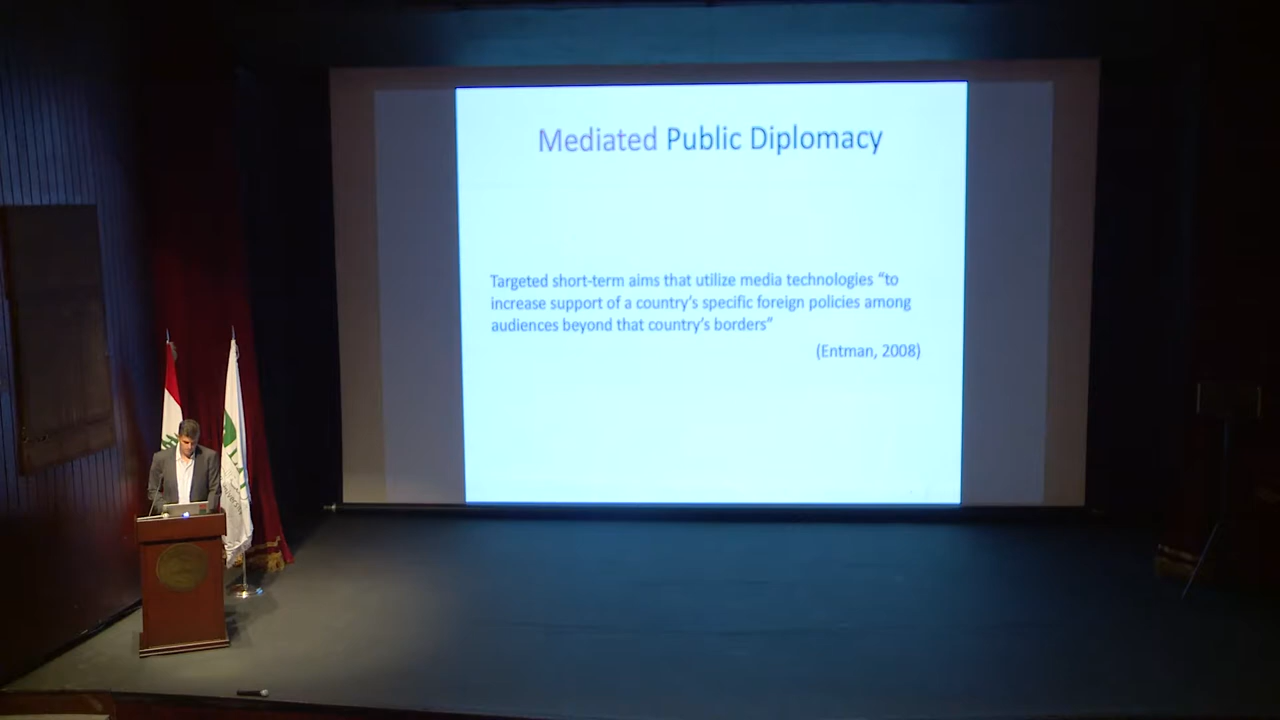 Mediated Public Diplomacy
Targeted short-term aims that utilize media technologies “to
increase support of a country’s specific foreign policies among
audiences beyond that country’s borders”
(Entman, 2008)